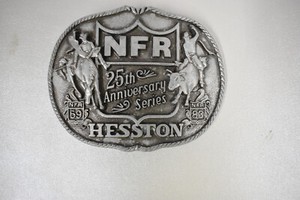 NFR
25th
Anniversary
Series
NFR NFR
59 83
HESSTON